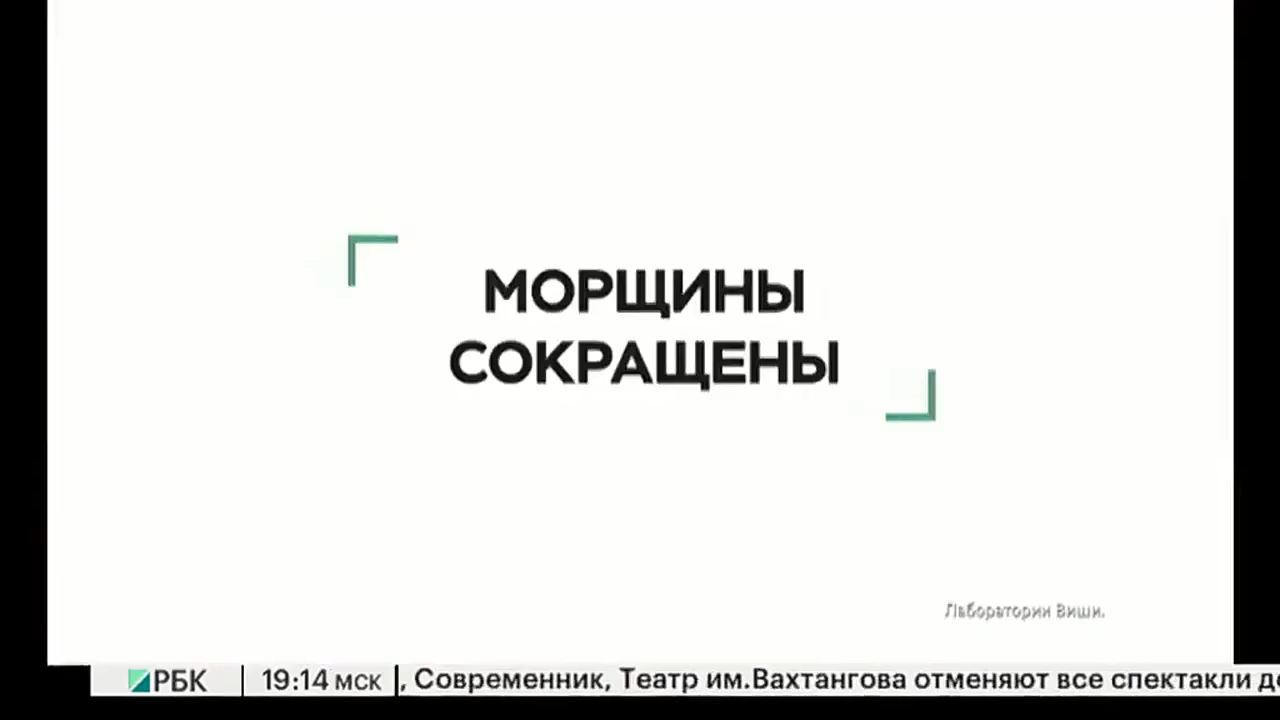 МОРЩИНЫ
СОКРАЩЕНЫ
Лаборатории Виши.
РБК 19:14 мск , Современник, Театр им.Вахтангова отменяют все спектакли